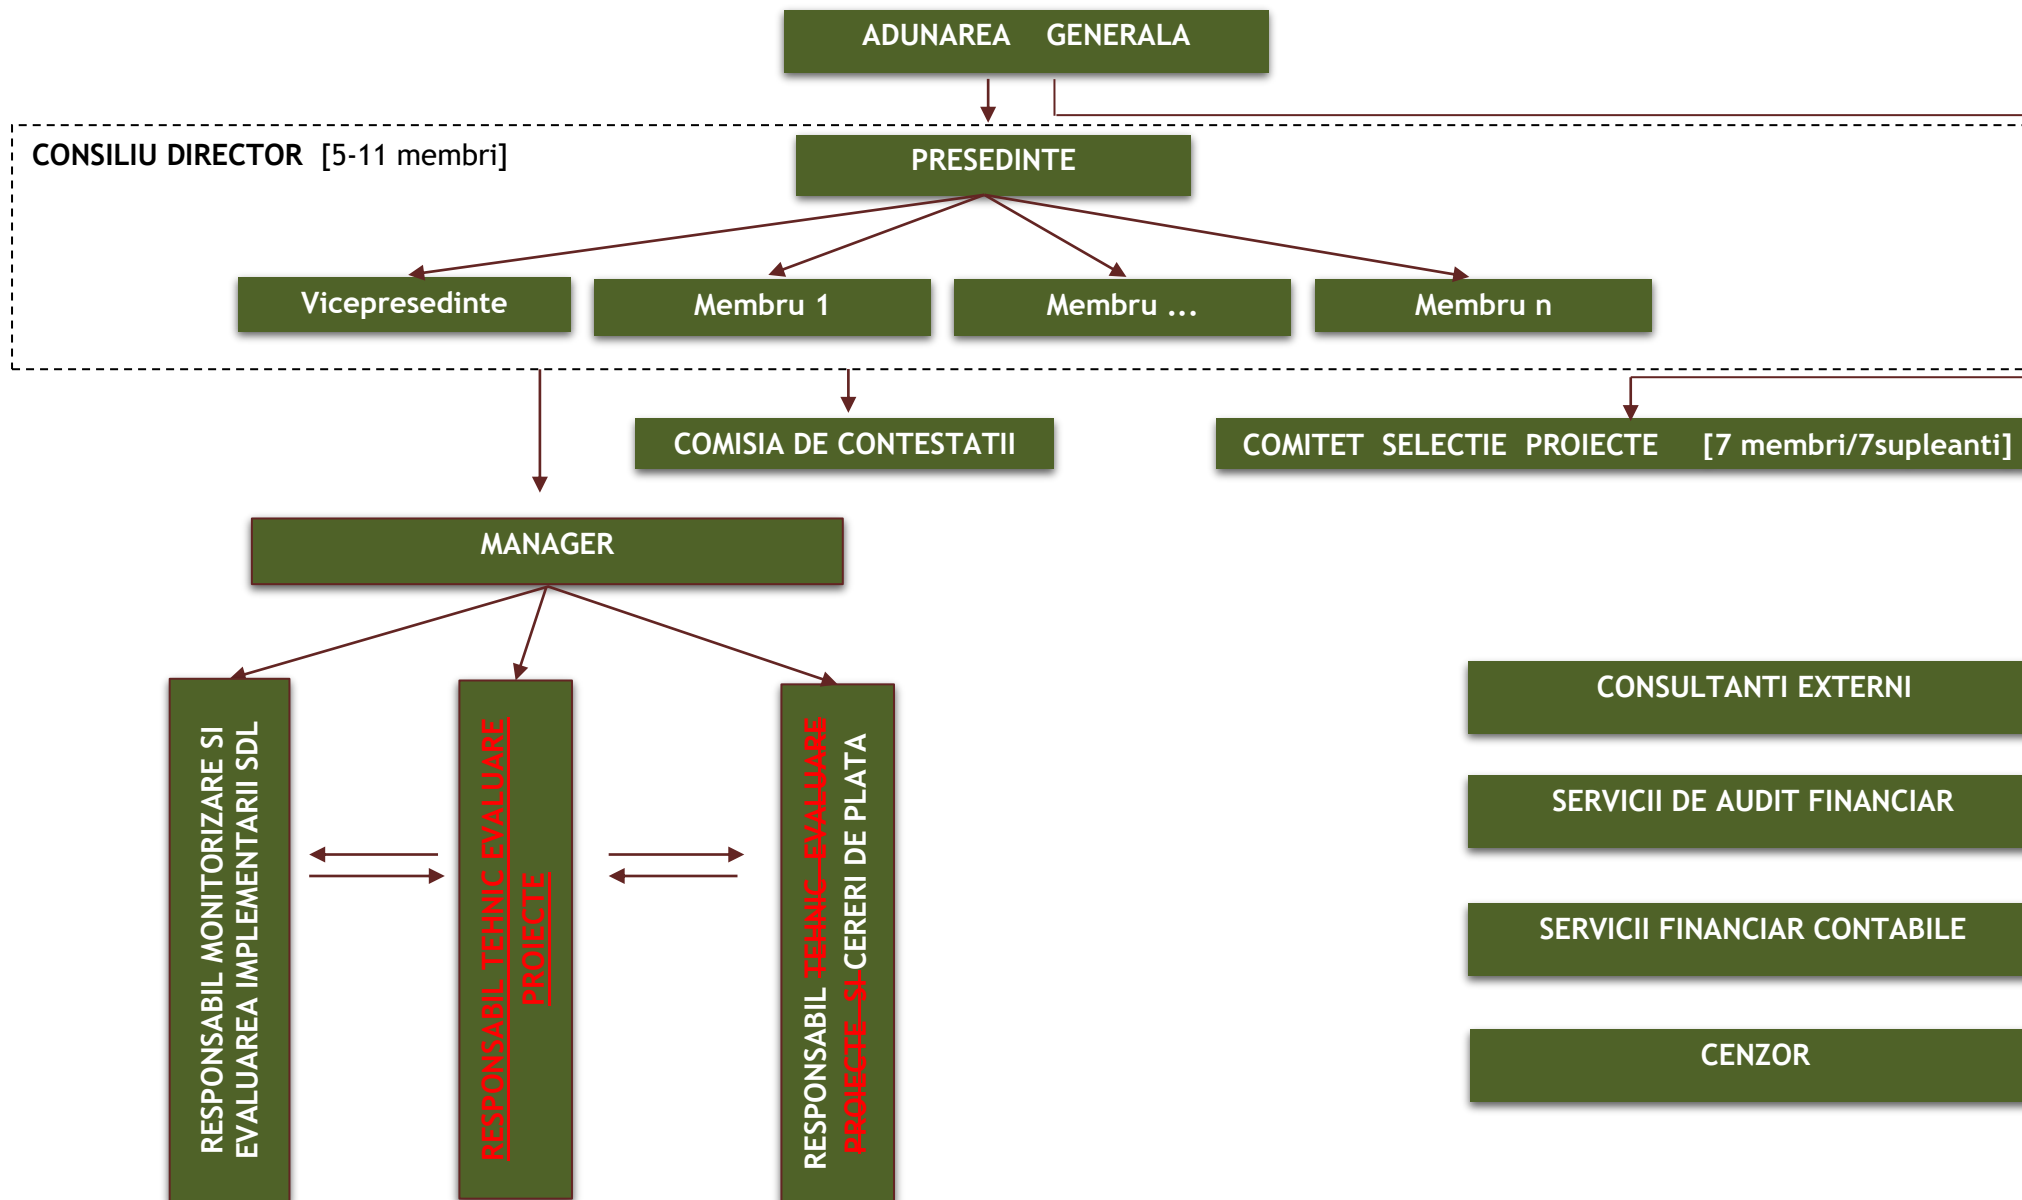 ADUNAREA GENERALA
CONSILIU DIRECTOR [5-11 membri]
PRESEDINTE
Vicepresedinte
Membru 1
Membru ...
Membru n
COMISIA DE CONTESTATII
COMITET SELECTIE PROIECTE [7 membri/7supleanti]
MANAGER
RESPONSABIL MONITORIZARE SI
EVALUAREA IMPLEMENTARII SDL
RESPONSABIL TEHNIC EVALUARE
PROIECTE
RESPONSABIL TEHNIC EVALUARE
PROIECTE SI CERERI DE PLATA
CONSULTANTI EXTERNI
SERVICII DE AUDIT FINANCIAR
SERVICII FINANCIAR CONTABILE
CENZOR